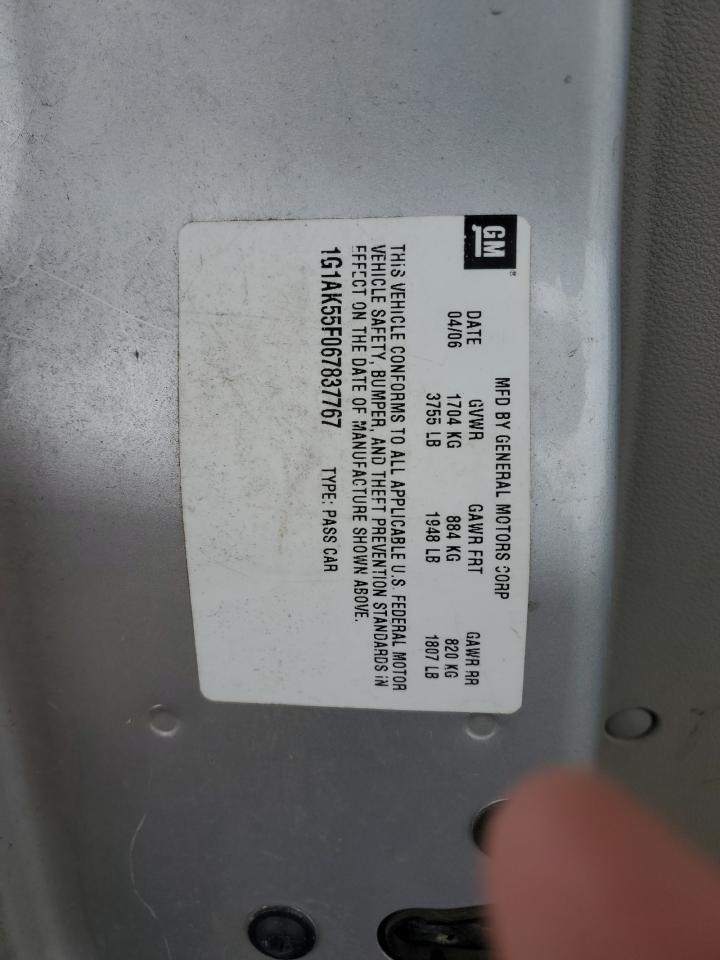 GM
MFD BY GENERAL MOTORS CORP
DATE GVWR GAWR FRT GAWR RR
04/06 1704 KG 884 KG 820 KG
3755 LB 1948 LB 1807 LB
THIS VEHICLE CONFORMS TO ALL APPLICABLE U.S. FEDERAL MOTOR
VEHICLE SAFETY, BUMPER, AND THEFT PREVENTION STANDARDS IN
EFFECT ON THE DATE OF MANUFACTURE SHOWN ABOVE.
1G1AK55F067837767 TYPE: PASS CAR